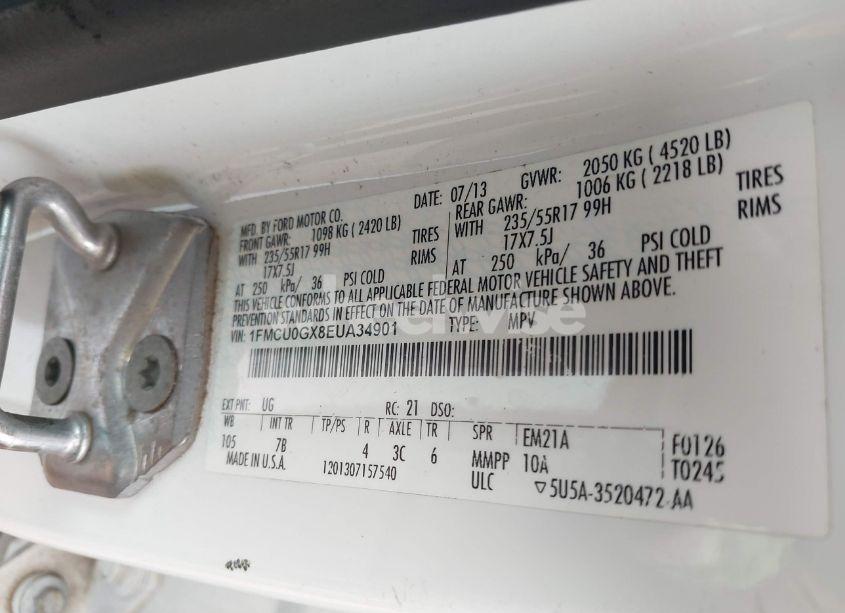 MFD. BY FORD MOTOR CO.
DATE: 07/13 GVWR: 2050 KG ( 4520 LB)
FRONT GAWR: 1098 KG ( 2420 LB)
REAR GAWR: 1006 KG ( 2218 LB)
WITH 235/55R17 99H TIRES
WITH 235/55R17 99H TIRES
17X7.5J RIMS
17X7.5J RIMS
AT 250 kPa/ 36 PSI COLD
AT 250 kPa/ 36 PSI COLD
THIS VEHICLE CONFORMS TO ALL APPLICABLE FEDERAL MOTOR VEHICLE SAFETY AND THEFT
PREVENTION STANDARDS IN EFFECT ON THE DATE OF MANUFACTURE SHOWN ABOVE.
VIN: 1FMCU0GX8EUA34901 TYPE: MPV
EXT PNT: UG RC: 21 DSO:
WB INT TR TP/PS R AXLE TR SPR EM21A F0126
105 7B 4 3C 6 MMPP 10A T0245
MADE IN U.S.A. 1201307157540 ULC ▽5U5A-3520472-AA